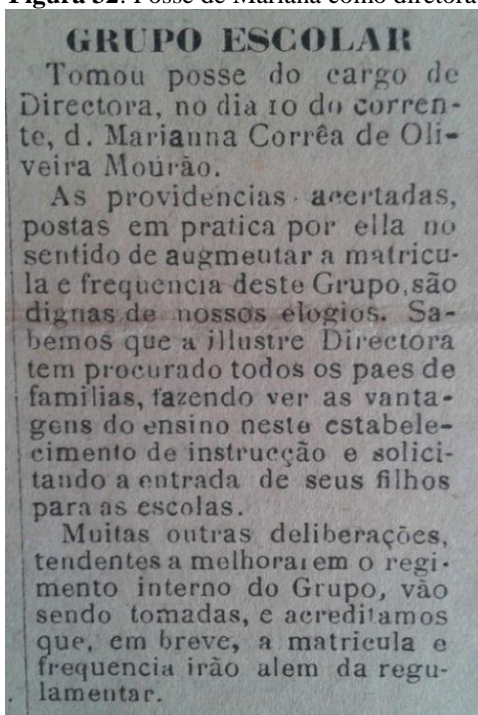 Figura 32: Posse de Mariana como diretora
GRUPO ESCOLAR
Tomou posse do cargo de
Directora, no dia 10 do corren-
te, d. Marianna Corrêa de Oli-
veira Mourão.
As providencias acertadas,
postas em pratica por ella no
sentido de augmeutar a matricu-
la e frequencia deste Grupo, são
dignas de nossos elogios. Sa-
bemos que a illustre Directora
tem procurado todos os paes de
familias, fazendo ver as vanta-
gens do ensino neste estabele-
cimento de instrucção e solici-
tando a entrada de seus filhos
para as escolas.
Muitas outras deliberações,
tendentes a melhorarem o regi-
mento interno do Grupo, vão
sendo tomadas, e acreditamos
que, em breve, a matricula e
frequencia irão alem da regu-
lamentar.